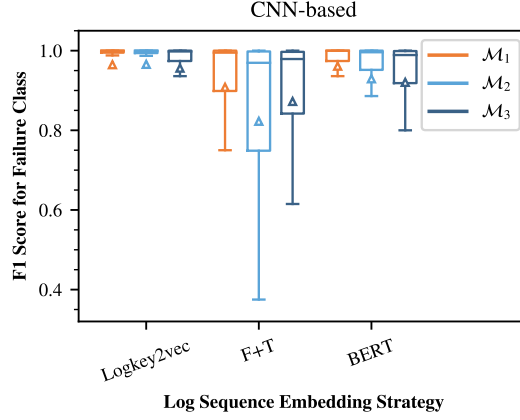 CNN-based
F1 Score for Failure Class
1.0
0.8
0.6
0.4
ℳ1
ℳ2
ℳ3
Logkey2vec
F+T
BERT
Log Sequence Embedding Strategy